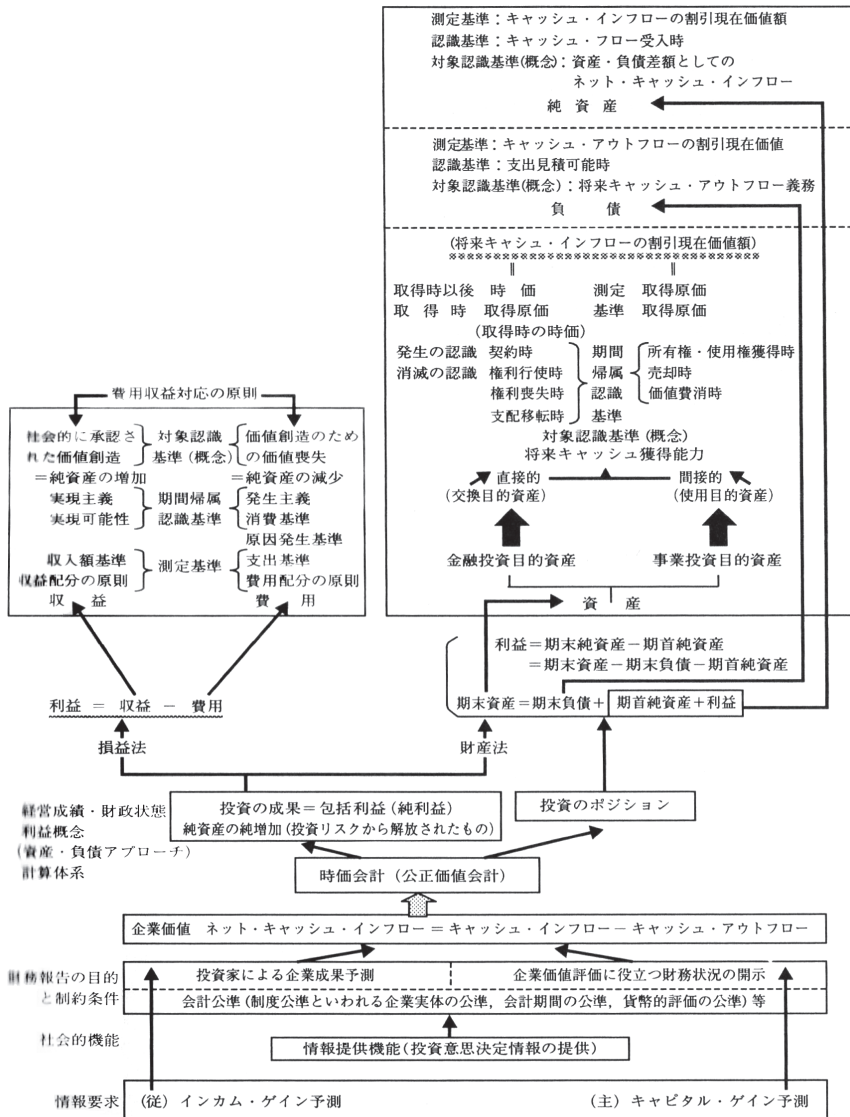 測定基準：キャッシュ・インフローの割引現在価値額
認識基準：キャッシュ・フロー受入時
対象認識基準(概念)：資産・負債差額としての
ネット・キャッシュ・インフロー
純資産
測定基準：キャッシュ・アウトフローの割引現在価値
認識基準：支出見積可能時
対象認識基準(概念)：将来キャッシュ・アウトフロー義務
負債
(将来キャシュ・インフローの割引現在価値額)
‖ ‖
取得時以後 時価 測定 取得原価
取得時 取得原価 基準 取得原価
(取得時の時価)
発生の認識 契約時 期間 所有権・使用権獲得時
消滅の認識 権利行使時 帰属 売却時
権利喪失時 認識 価値費消時
支配移転時 基準
対象認識基準(概念)
将来キャッシュ獲得能力
直接的 間接的
(交換目的資産) (使用目的資産)
金融投資目的資産 事業投資目的資産
資産
費用収益対応の原則
社会的に承認さ 対象認識 価値創造のため
れた価値創造 基準(概念) の価値喪失
＝純資産の増加 ＝純資産の減少
実現主義 期間帰属 発生主義
実現可能性 認識基準 消費基準
原因発生基準
収入額基準 測定基準 支出基準
収益配分の原則 費用配分の原則
収益 費用
利益＝期末純資産－期首純資産
＝期末資産－期末負債－期首純資産
利益 ＝ 収益 － 費用
期末資産＝期末負債＋ 期首純資産＋利益
損益法 財産法
経営成績・財政状態
利益概念
(資産・負債アプローチ)
計算体系
投資の成果＝包括利益(純利益)
純資産の純増加(投資リスクから解放されたもの)
投資のポジション
時価会計（公正価値会計）
企業価値 ネット・キャッシュ・インフロー＝キャッシュ・インフロー－キャッシュ・アウトフロー
財務報告の目的
と制約条件
投資家による企業成果予測 企業価値評価に役立つ財務状況の開示
会計公準(制度公準といわれる企業実体の公準，会計期間の公準，貨幣的評価の公準)等
社会的機能
情報提供機能(投資意思決定情報の提供)
情報要求 (従) インカム・ゲイン予測 (主) キャピタル・ゲイン予測